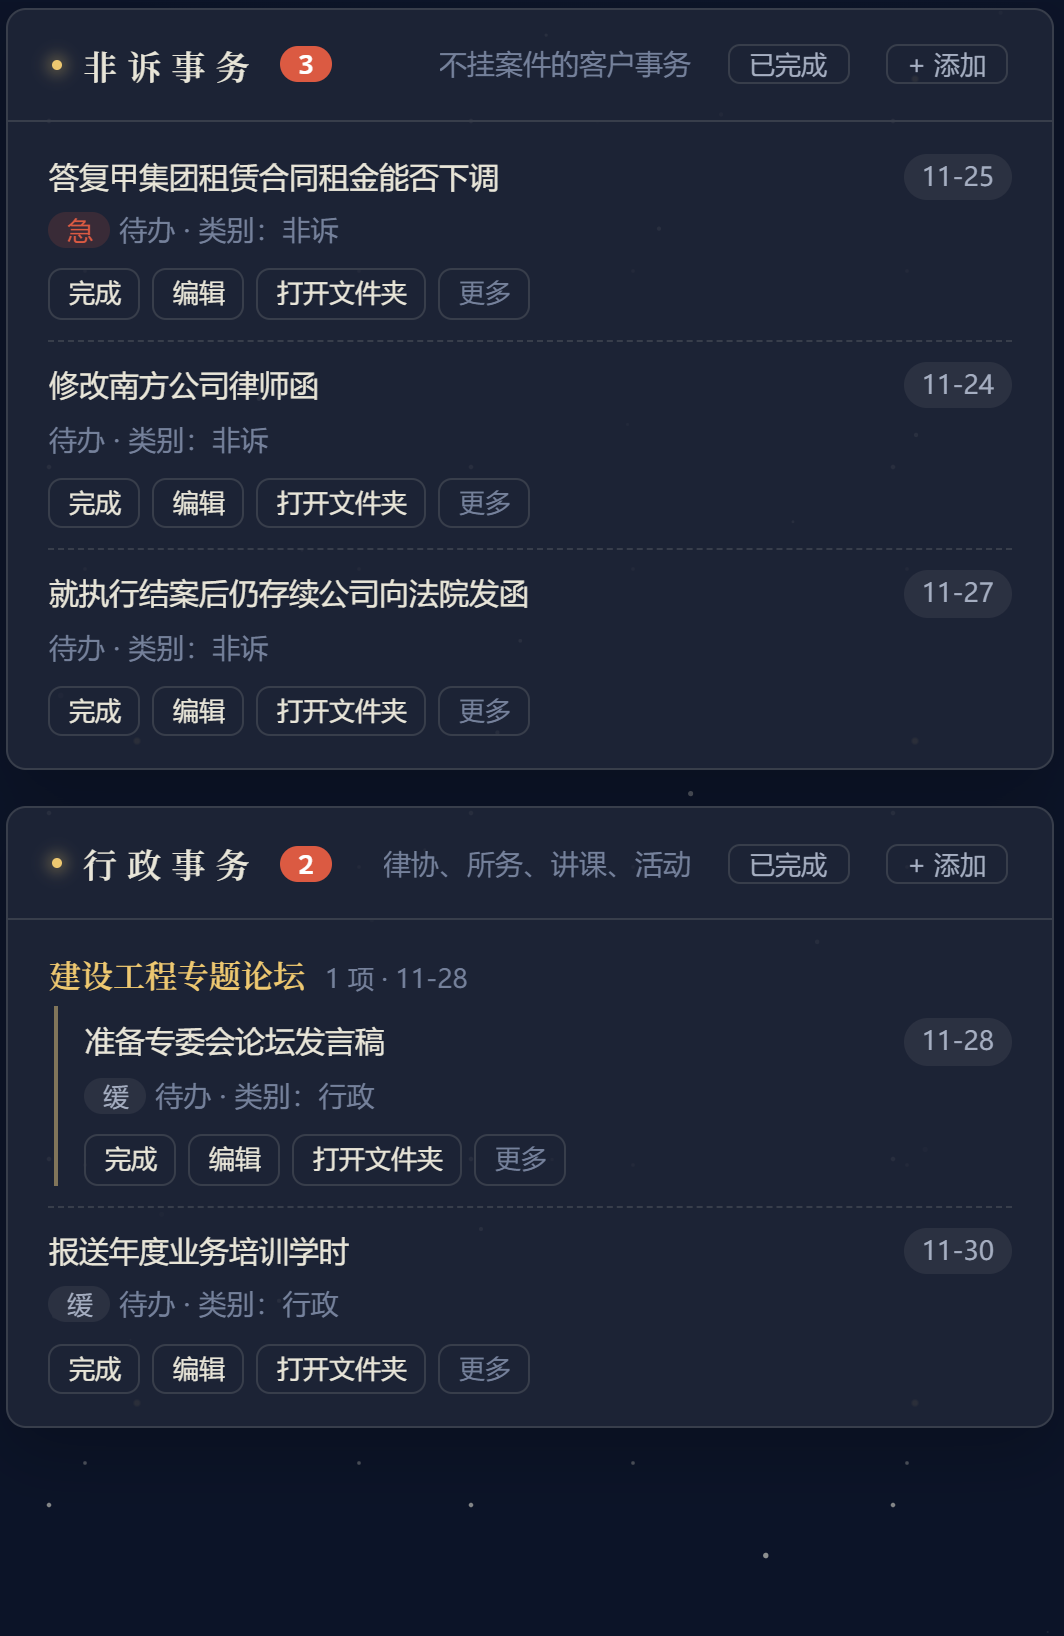 非诉事务 3 不挂案件的客户事务 已完成 + 添加
答复甲集团租赁合同租金能否下调 11-25
急 待办 · 类别：非诉
完成 编辑 打开文件夹 更多
修改南方公司律师函 11-24
待办 · 类别：非诉
完成 编辑 打开文件夹 更多
就执行结案后仍存续公司向法院发函 11-27
待办 · 类别：非诉
完成 编辑 打开文件夹 更多
行政事务 2 律协、所务、讲课、活动 已完成 + 添加
建设工程专题论坛 1 项 · 11-28
准备专委会论坛发言稿 11-28
缓 待办 · 类别：行政
完成 编辑 打开文件夹 更多
报送年度业务培训学时 11-30
缓 待办 · 类别：行政
完成 编辑 打开文件夹 更多